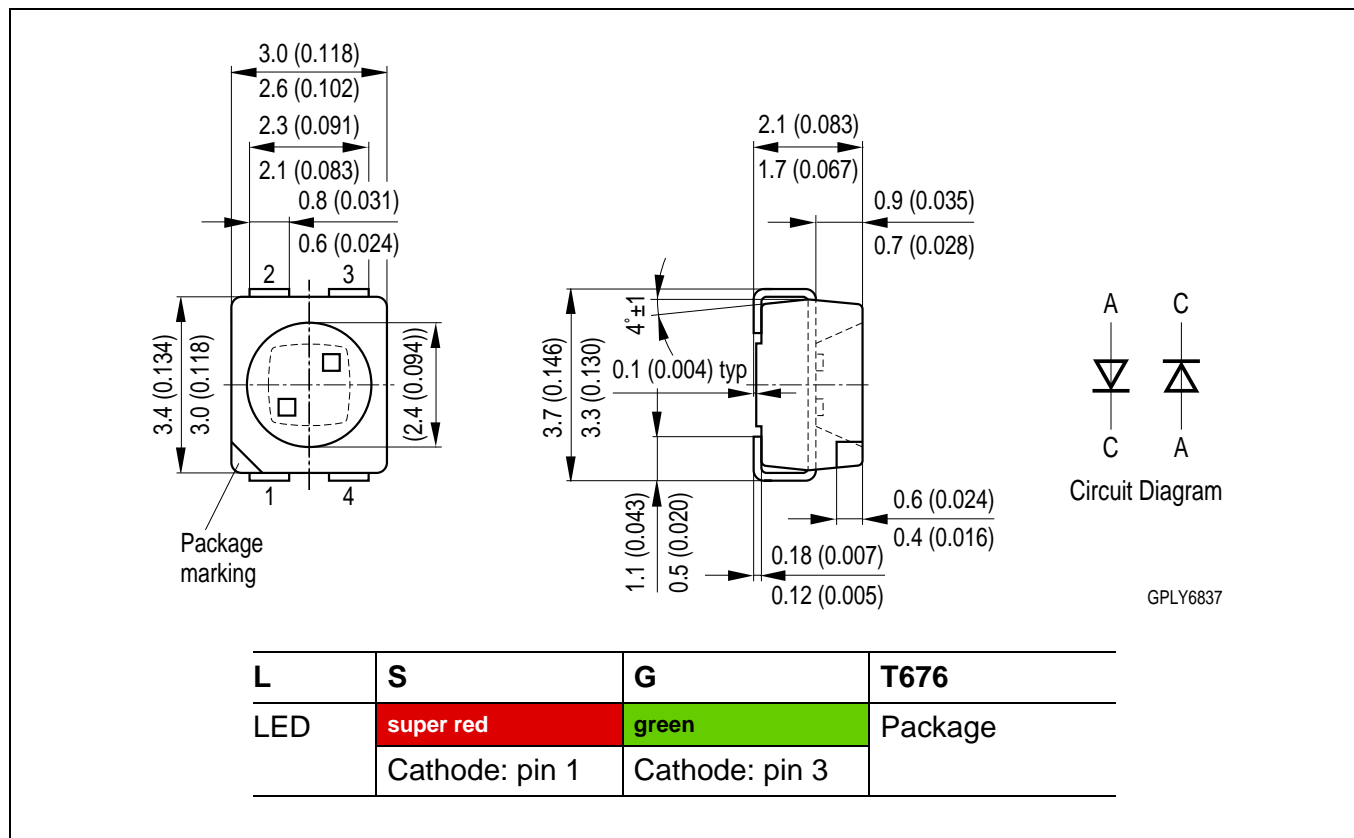 3.0 (0.118)
2.6 (0.102)
2.3 (0.091)
2.1 (0.083)
0.8 (0.031)
0.6 (0.024)
2
3
3.4 (0.134)
3.0 (0.118)
(2.4 (0.094))
1
4
Package
marking
2.1 (0.083)
1.7 (0.067)
0.9 (0.035)
0.7 (0.028)
4˚±1
0.1 (0.004) typ
3.7 (0.146)
3.3 (0.130)
1.1 (0.043)
0.5 (0.020)
0.6 (0.024)
0.4 (0.016)
0.18 (0.007)
0.12 (0.005)
A C
C A
Circuit Diagram
GPLY6837
L S G T676
LED super red green Package
Cathode: pin 1 Cathode: pin 3